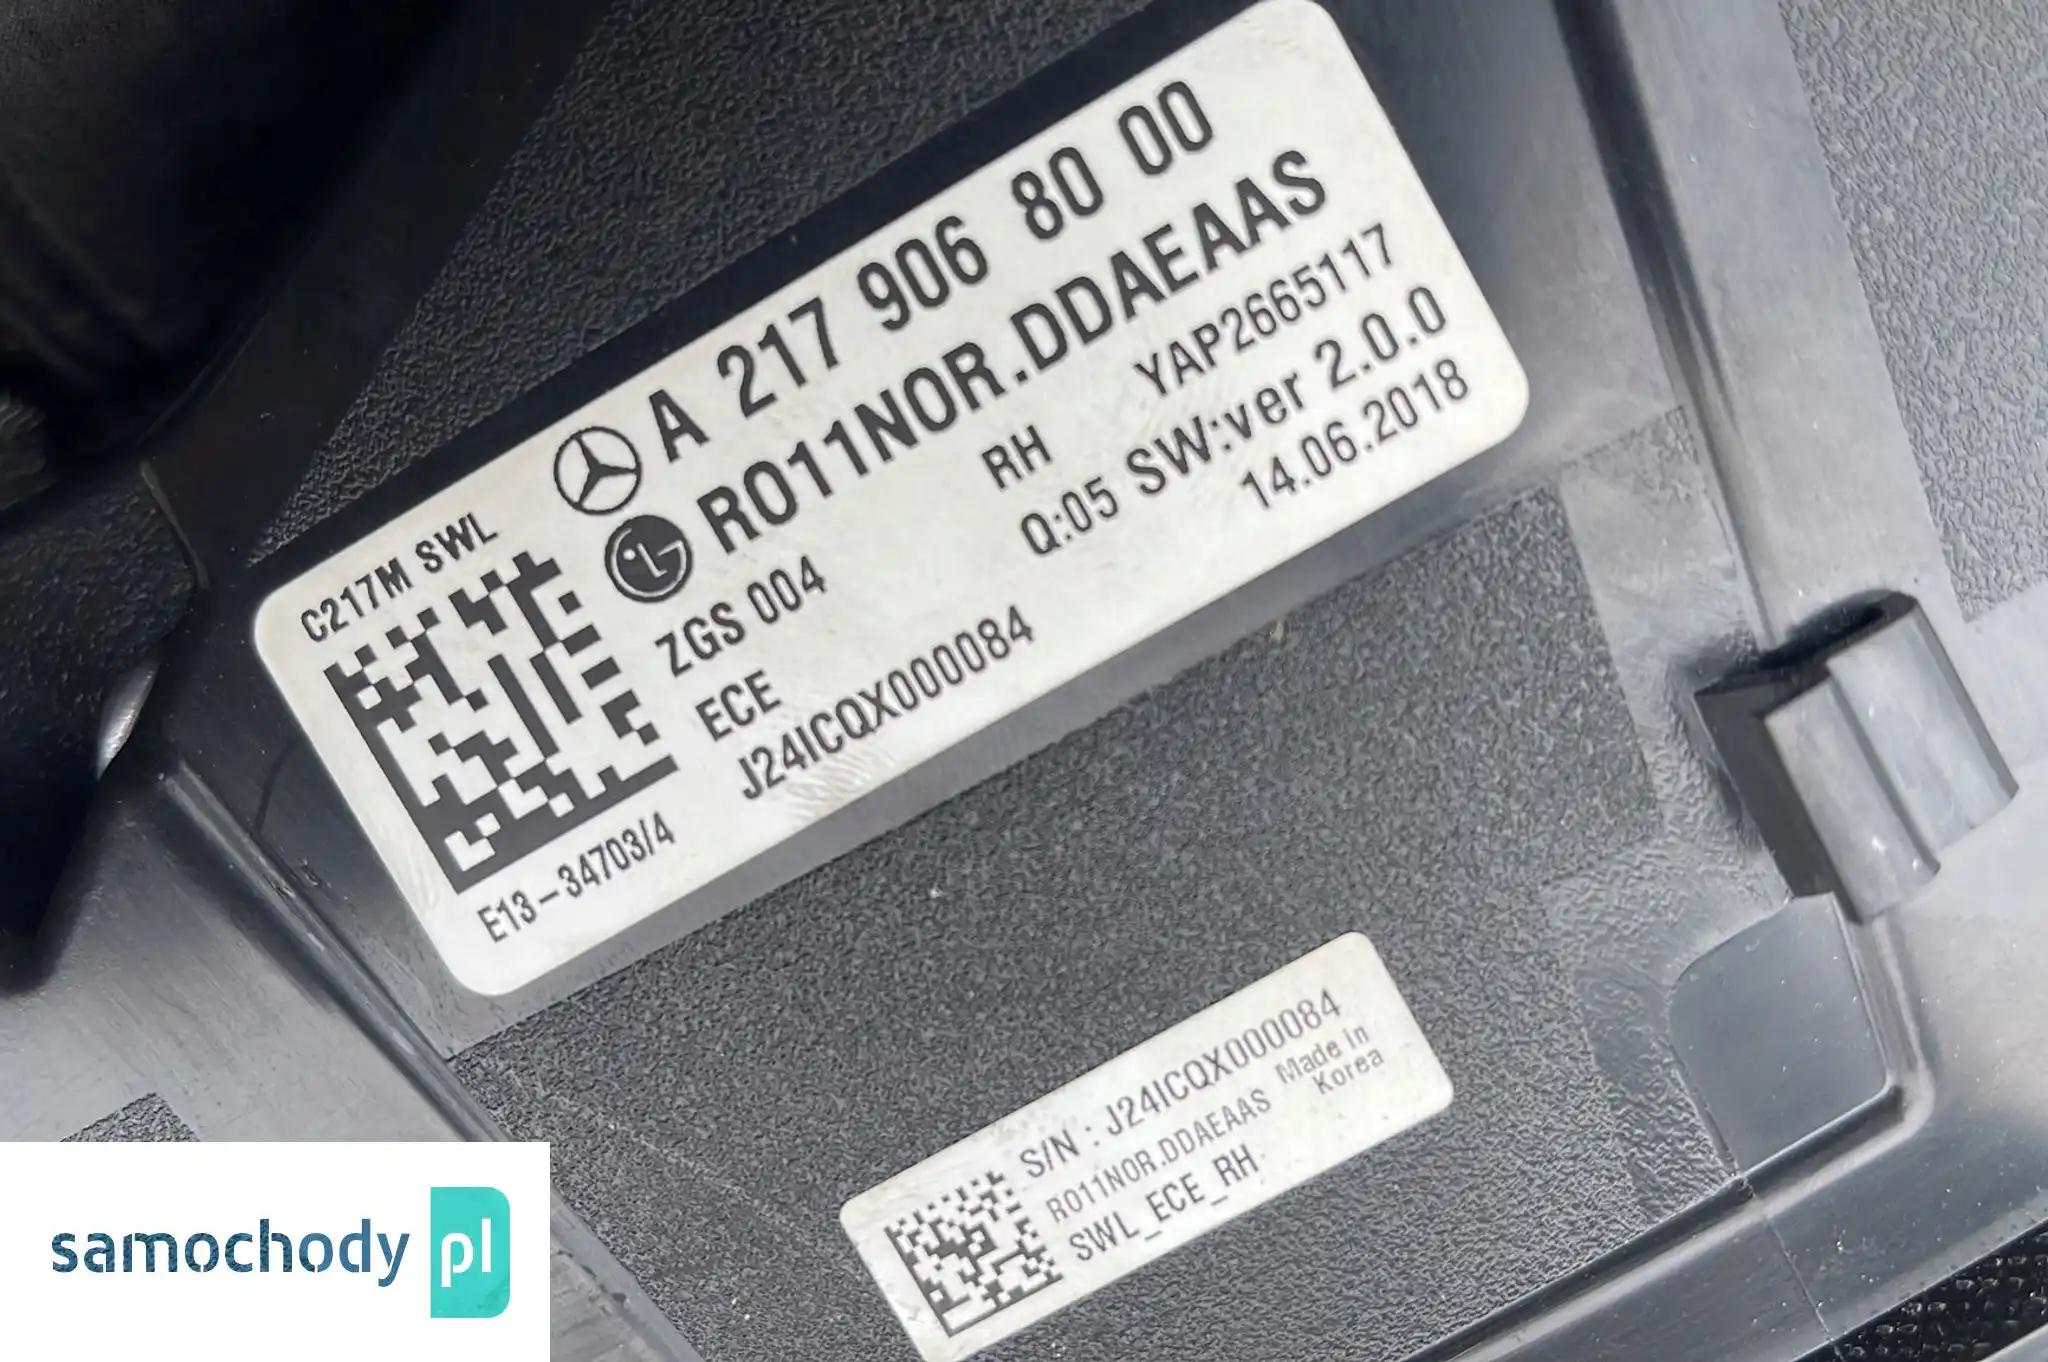 C217M SWL
A 217 906 80 00
LG R011NOR.DDAEAAS
ZGS 004 RH YAP2665117
ECE Q:05 SW:ver 2.0.0
J24ICQX000084 14.06.2018
E13-34703/4
S/N : J24ICQX000084
R011NOR.DDAEAAS Made in
SWL_ECE_RH Korea
samochody pl